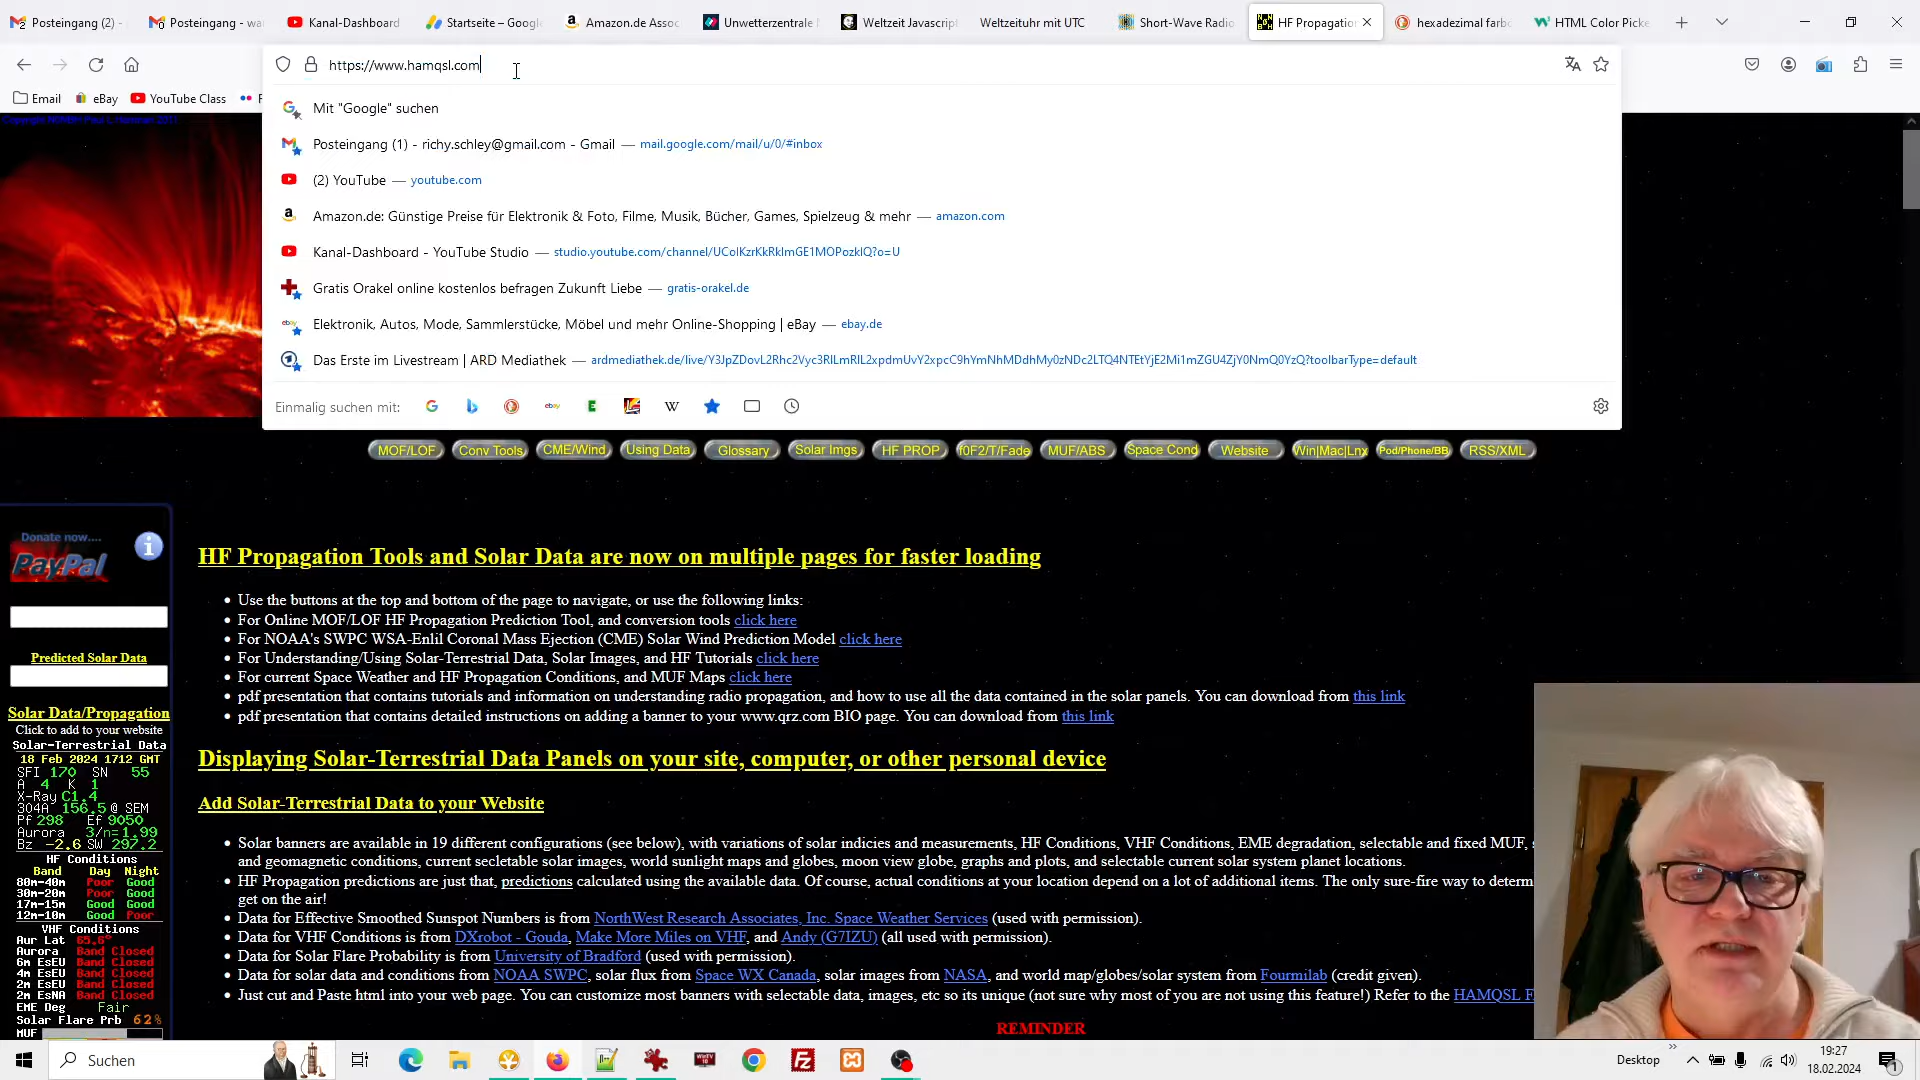 Posteingang (2) -
Posteingang - wa
Kanal-Dashboard
Startseite – Google
Amazon.de Assoc
Unwetterzentrale
Weltzeit Javascript
Weltzeituhr mit UTC
Short-Wave Radio
HF Propagation
hexadezimal farb
HTML Color Picke
https://www.hamqsl.com
Email
eBay
YouTube Class
Mit "Google" suchen
Posteingang (1) - richy.schley@gmail.com - Gmail — mail.google.com/mail/u/0/#inbox
(2) YouTube — youtube.com
Amazon.de: Günstige Preise für Elektronik & Foto, Filme, Musik, Bücher, Games, Spielzeug & mehr — amazon.com
Kanal-Dashboard - YouTube Studio —
Gratis Orakel online kostenlos befragen Zukunft Liebe — gratis-orakel.de
Elektronik, Autos, Mode, Sammlerstücke, Möbel und mehr Online-Shopping | eBay — ebay.de
Das Erste im Livestream | ARD Mediathek —
Einmalig suchen mit:
MOF/LOF
Conv Tools
CME/Wind
Using Data
Glossary
Solar Imgs
HF PROP
f0F2/T/Fade
MUF/ABS
Space Cond
Website
Win|Mac|Lnx
Pod/Phone/BB
RSS/XML
Donate now....
PayPal
Predicted Solar Data
Solar Data/Propagation
Click to add to your website
Solar-Terrestrial Data
18 Feb 2024 1712 GMT
SFI 170 SN 55
A 4 K 1
X-Ray C1.4
304A 156.5 @ SEM
Pf 298 Ef 9050
Aurora 3/n=1.99
Bz -2.6 SW 297.2
HF Conditions
Band Day Night
80m-40m Poor Good
30m-20m Poor Good
17m-15m Good Good
12m-10m Good Poor
VHF Conditions
Aur Lat 65.6°
Aurora Band Closed
6m EsEU Band Closed
4m EsEU Band Closed
2m EsEU Band Closed
2m EsNA Band Closed
EME Deg Fair
Solar Flare Prb 62%
MUF
HF Propagation Tools and Solar Data are now on multiple pages for faster loading
Use the buttons at the top and bottom of the page to navigate, or use the following links:
For Online MOF/LOF HF Propagation Prediction Tool, and conversion tools click here
For NOAA's SWPC WSA-Enlil Coronal Mass Ejection (CME) Solar Wind Prediction Model click here
For Understanding/Using Solar-Terrestrial Data, Solar Images, and HF Tutorials click here
For current Space Weather and HF Propagation Conditions, and MUF Maps click here
pdf presentation that contains tutorials and information on understanding radio propagation, and how to use all the data contained in the solar panels. You can download from this link
pdf presentation that contains detailed instructions on adding a banner to your www.qrz.com BIO page. You can download from this link
Displaying Solar-Terrestrial Data Panels on your site, computer, or other personal device
Add Solar-Terrestrial Data to your Website
Solar banners are available in 19 different configurations (see below), with variations of solar indicies and measurements, HF Conditions, VHF Conditions, EME degradation, selectable and fixed MUF,
and geomagnetic conditions, current secletable solar images, world sunlight maps and globes, moon view globe, graphs and plots, and selectable current solar system planet locations.
HF Propagation predictions are just that, predictions calculated using the available data. Of course, actual conditions at your location depend on a lot of additional items. The only sure-fire way to determ
get on the air!
Data for Effective Smoothed Sunspot Numbers is from NorthWest Research Associates, Inc. Space Weather Services (used with permission).
Data for VHF Conditions is from DXrobot - Gouda, Make More Miles on VHF, and Andy (G7IZU) (all used with permission).
Data for Solar Flare Probability is from University of Bradford (used with permission).
Data for solar data and conditions from NOAA SWPC, solar flux from Space WX Canada, solar images from NASA, and world map/globes/solar system from Fourmilab (credit given).
Just cut and Paste html into your web page. You can customize most banners with selectable data, images, etc so its unique (not sure why most of you are not using this feature!) Refer to the HAMQSL F
REMINDER
Suchen
Desktop
19:27
18.02.2024